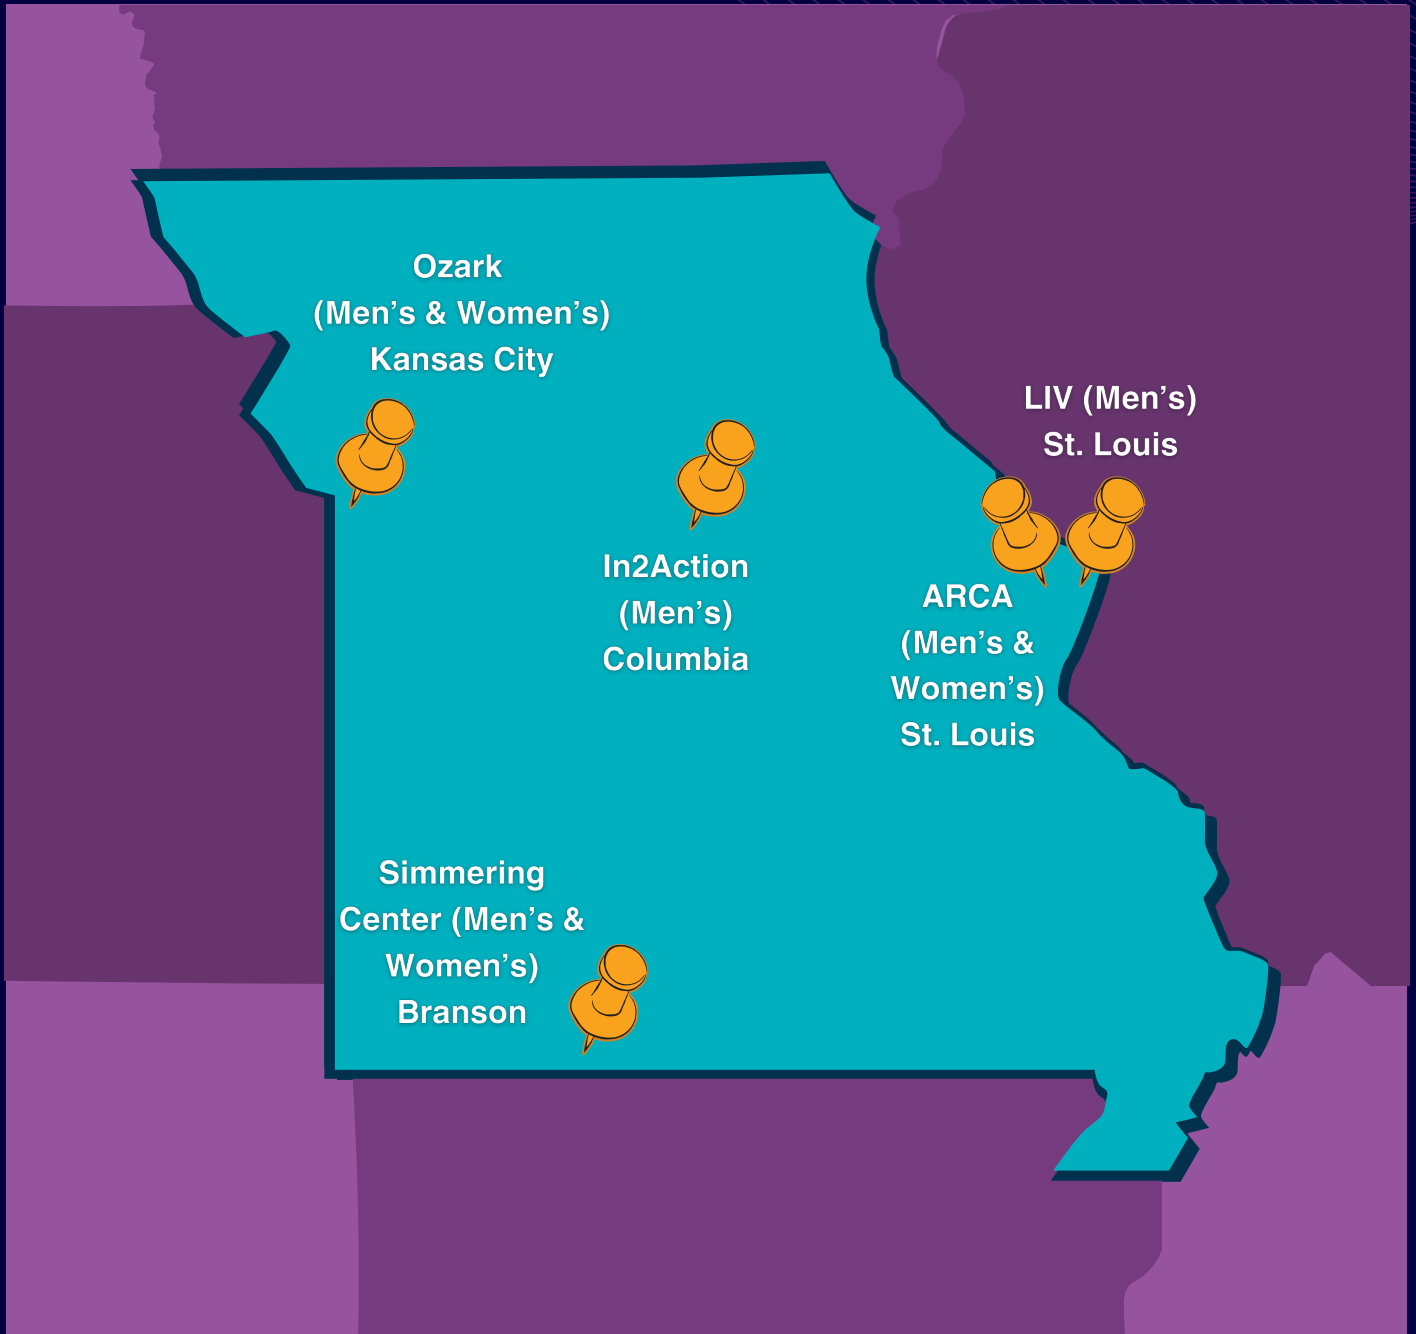 Ozark
(Men’s & Women’s)
Kansas City
LIV (Men’s)
St. Louis
In2Action
(Men’s)
Columbia
ARCA
(Men’s &
Women’s)
St. Louis
Simmering
Center (Men’s &
Women’s)
Branson